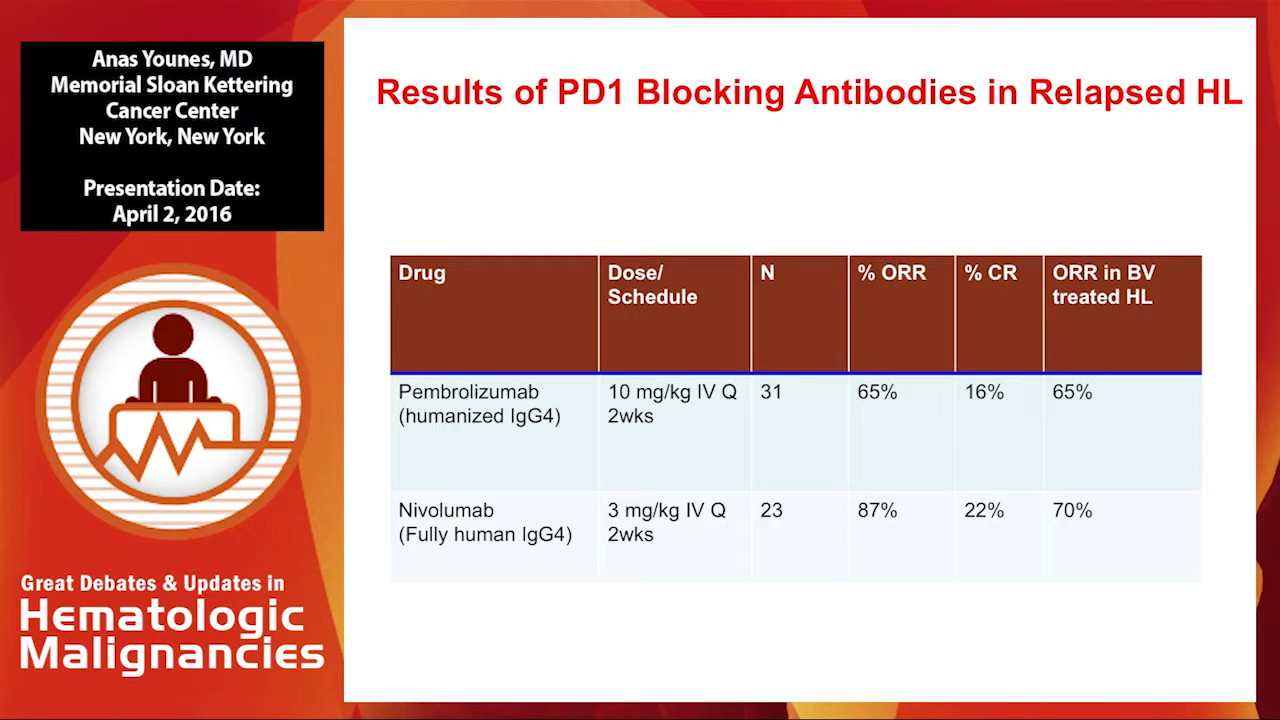 Anas Younes, MD
Memorial Sloan Kettering
Cancer Center
New York, New York
Presentation Date:
April 2, 2016
Great Debates & Updates in
Hematologic
Malignancies
Results of PD1 Blocking Antibodies in Relapsed HL
Drug
Dose/
Schedule
N
% ORR
% CR
ORR in BV
treated HL
Pembrolizumab
(humanized IgG4)
10 mg/kg IV Q
2wks
31
65%
16%
65%
Nivolumab
(Fully human IgG4)
3 mg/kg IV Q
2wks
23
87%
22%
70%